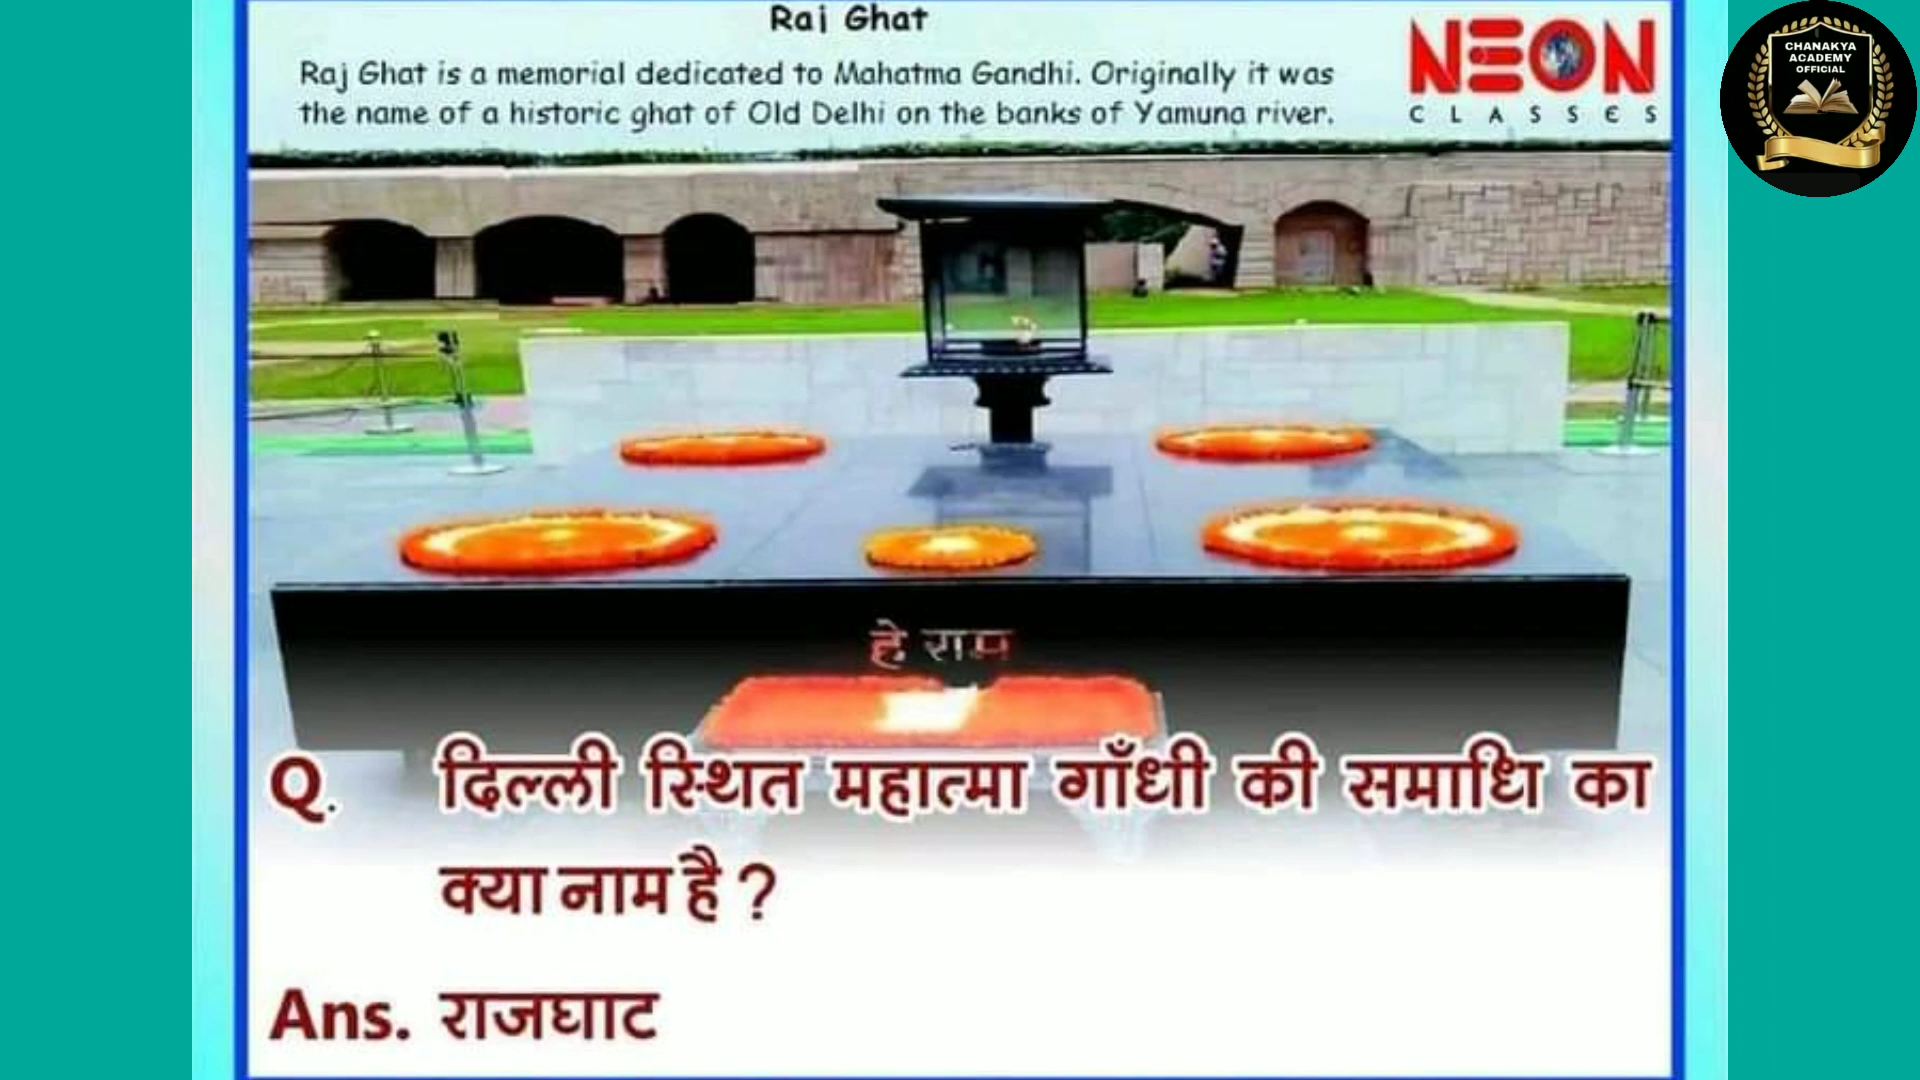 Raj Ghat
Raj Ghat is a memorial dedicated to Mahatma Gandhi. Originally it was
the name of a historic ghat of Old Delhi on the banks of Yamuna river.
NEON
CLASSES
CHANAKYA
ACADEMY
OFFICIAL
हे राम
Q. दिल्ली स्थित महात्मा गाँधी की समाधि का
क्या नाम है ?
Ans. राजघाट